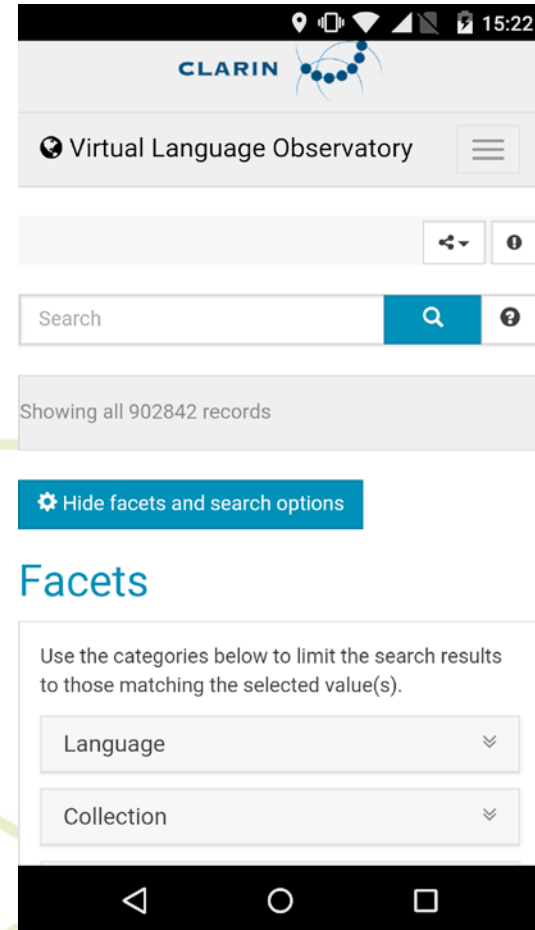 15:22
CLARIN
Virtual Language Observatory
Search
Showing all 902842 records
Hide facets and search options
Facets
Use the categories below to limit the search results
to those matching the selected value(s).
Language
Collection